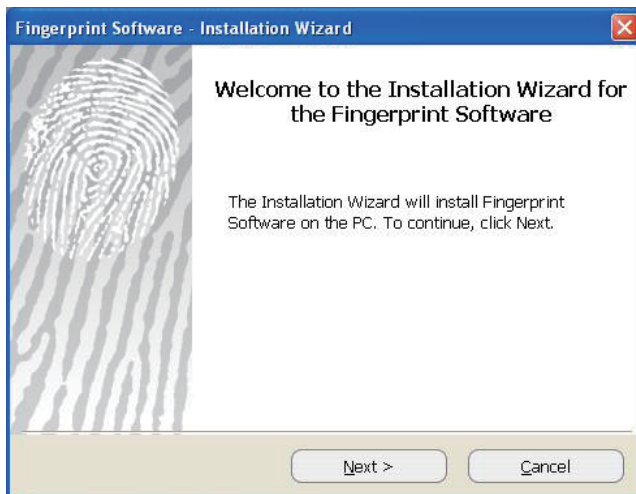 Fingerprint Software - Installation Wizard
Welcome to the Installation Wizard for
the Fingerprint Software
The Installation Wizard will install Fingerprint
Software on the PC. To continue, click Next.
Next >
Cancel